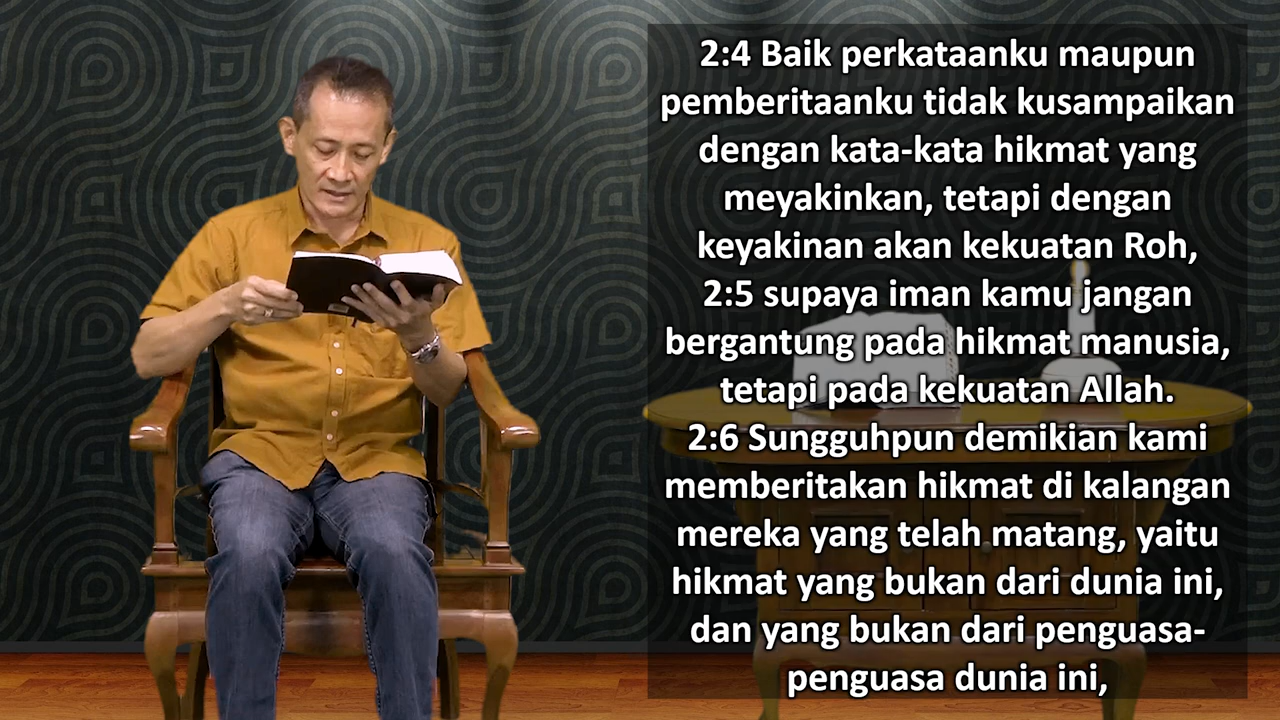 2:4 Baik perkataanku maupun
pemberitaanku tidak kusampaikan
dengan kata-kata hikmat yang
meyakinkan, tetapi dengan
keyakinan akan kekuatan Roh,
2:5 supaya iman kamu jangan
bergantung pada hikmat manusia,
tetapi pada kekuatan Allah.
2:6 Sungguhpun demikian kami
memberitakan hikmat di kalangan
mereka yang telah matang, yaitu
hikmat yang bukan dari dunia ini,
dan yang bukan dari penguasa-
penguasa dunia ini,